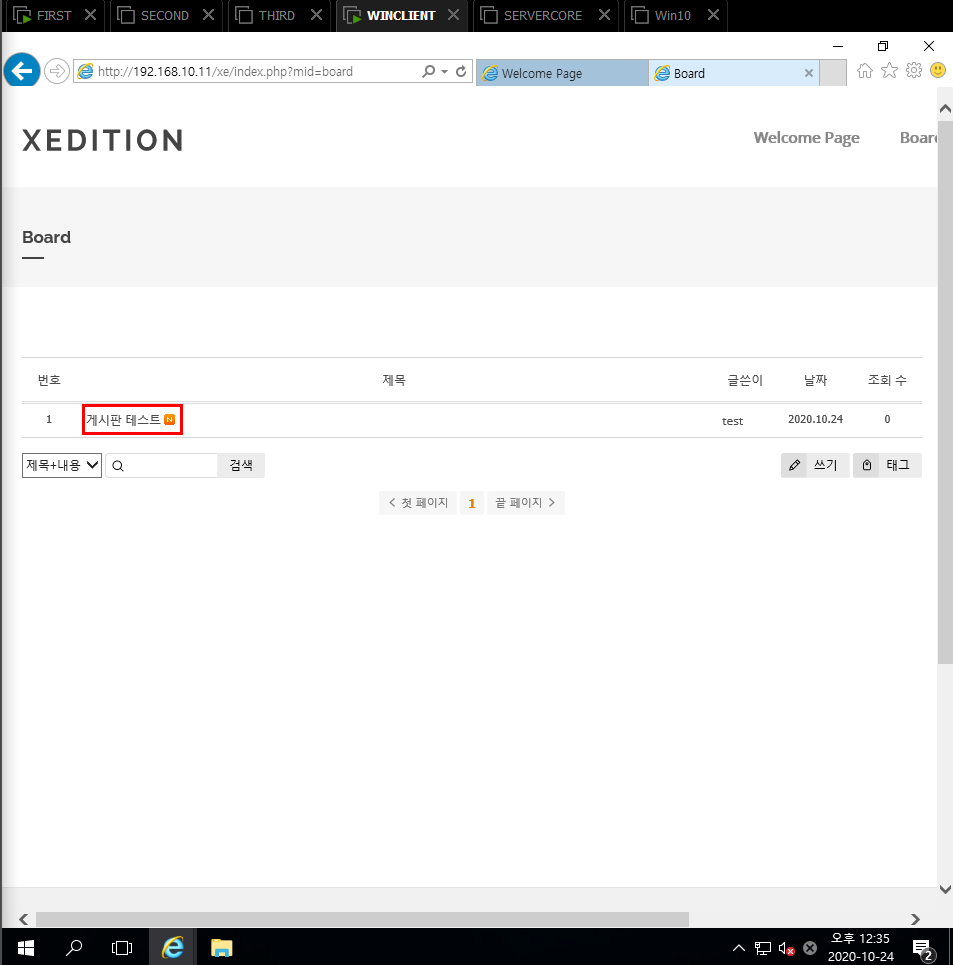 FIRST SECOND THIRD WINCLIENT SERVERCORE Win10
http://192.168.10.11/xe/index.php?mid=board Welcome Page Board
XEDITION Welcome Page Boar
Board
번호 제목 글쓴이 날짜 조회 수
1 게시판 테스트 N test 2020.10.24 0
제목+내용 검색 쓰기 태그
< 첫 페이지 1 끝 페이지 >
오후 12:35
2020-10-24 2